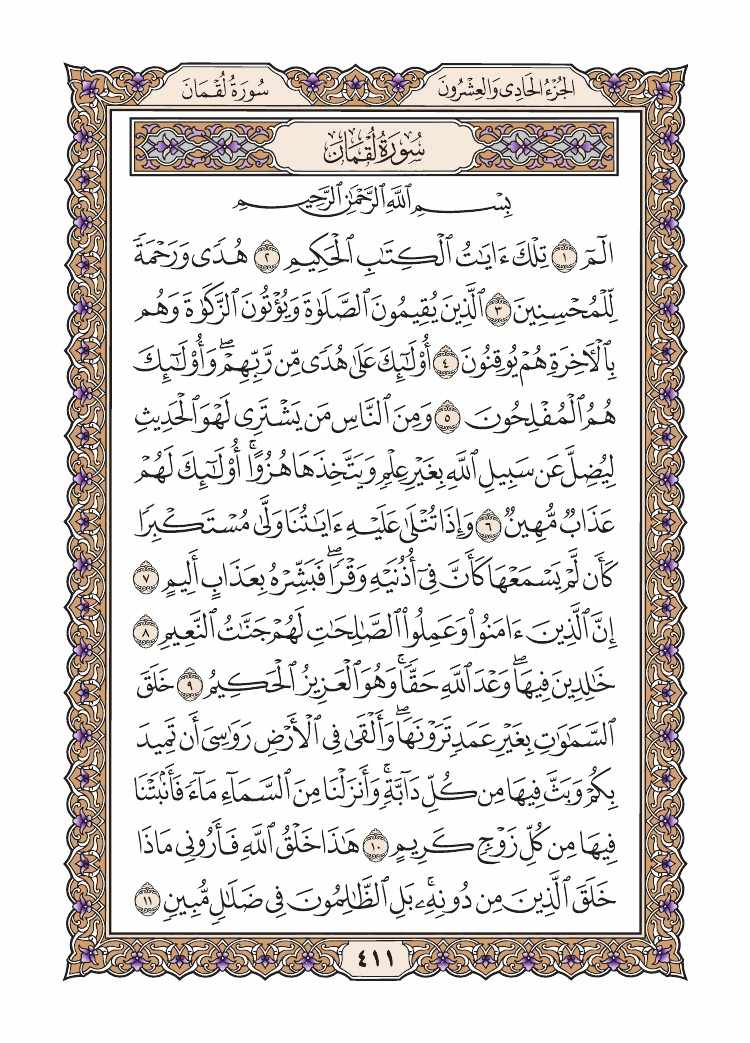 الجُزْءُ الحَادِى وَالعِشْرُونَ
سُورَةُ لُقْمَانَ
سُورَةُ لُقْمَانَ
بِسْمِ ٱللَّهِ ٱلرَّحْمَٰنِ ٱلرَّحِيمِ
الٓمٓ ١ تِلْكَ ءَايَٰتُ ٱلْكِتَٰبِ ٱلْحَكِيمِ ٢ هُدًى وَرَحْمَةً
لِّلْمُحْسِنِينَ ٣ ٱلَّذِينَ يُقِيمُونَ ٱلصَّلَوٰةَ وَيُؤْتُونَ ٱلزَّكَوٰةَ وَهُم
بِٱلْأَخِرَةِ هُمْ يُوقِنُونَ ٤ أُوْلَٰٓئِكَ عَلَىٰ هُدًى مِّن رَّبِّهِمْۖ وَأُوْلَٰٓئِكَ
هُمُ ٱلْمُفْلِحُونَ ٥ وَمِنَ ٱلنَّاسِ مَن يَشْتَرِى لَهْوَ ٱلْحَدِيثِ
لِيُضِلَّ عَن سَبِيلِ ٱللَّهِ بِغَيْرِ عِلْمٍ وَيَتَّخِذَهَا هُزُوًاۚ أُوْلَٰٓئِكَ لَهُمْ
عَذَابٌ مُّهِينٌ ٦ وَإِذَا تُتْلَىٰ عَلَيْهِ ءَايَٰتُنَا وَلَّىٰ مُسْتَكْبِرًا
كَأَن لَّمْ يَسْمَعْهَا كَأَنَّ فِىٓ أُذُنَيْهِ وَقْرًاۖ فَبَشِّرْهُ بِعَذَابٍ أَلِيمٍ ٧
إِنَّ ٱلَّذِينَ ءَامَنُوا۟ وَعَمِلُوا۟ ٱلصَّٰلِحَٰتِ لَهُمْ جَنَّٰتُ ٱلنَّعِيمِ ٨
خَٰلِدِينَ فِيهَاۖ وَعْدَ ٱللَّهِ حَقًّاۚ وَهُوَ ٱلْعَزِيزُ ٱلْحَكِيمُ ٩ خَلَقَ
ٱلسَّمَٰوَٰتِ بِغَيْرِ عَمَدٍ تَرَوْنَهَاۖ وَأَلْقَىٰ فِى ٱلْأَرْضِ رَوَٰسِىَ أَن تَمِيدَ
بِكُمْ وَبَثَّ فِيهَا مِن كُلِّ دَآبَّةٍۚ وَأَنزَلْنَا مِنَ ٱلسَّمَآءِ مَآءً فَأَنۢبَتْنَا
فِيهَا مِن كُلِّ زَوْجٍ كَرِيمٍ ١٠ هَٰذَا خَلْقُ ٱللَّهِ فَأَرُونِى مَاذَا
خَلَقَ ٱلَّذِينَ مِن دُونِهِۦۚ بَلِ ٱلظَّٰلِمُونَ فِى ضَلَٰلٍ مُّبِينٍ ١١
٤١١